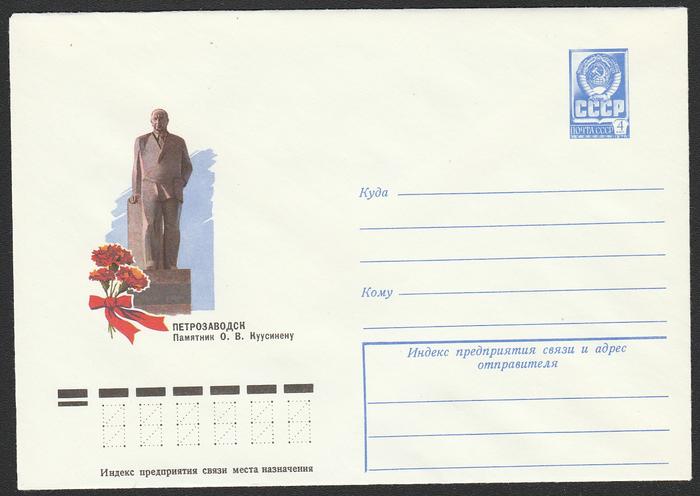 СССР
ПОЧТА СССР 4
Куда
Кому
ПЕТРОЗАВОДСК
Памятник О. В. Куусинену
Индекс предприятия связи и адрес
отправителя
Индекс предприятия связи места назначения